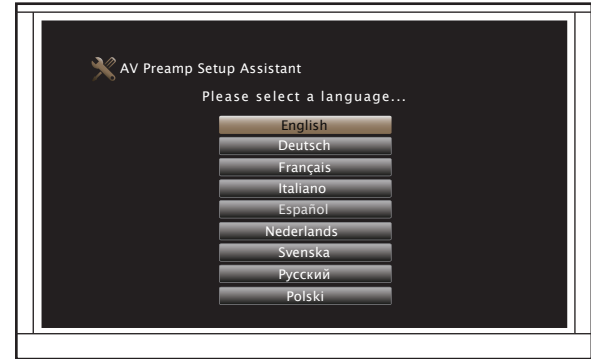 AV Preamp Setup Assistant
Please select a language...
English
Deutsch
Français
Italiano
Español
Nederlands
Svenska
Русский
Polski